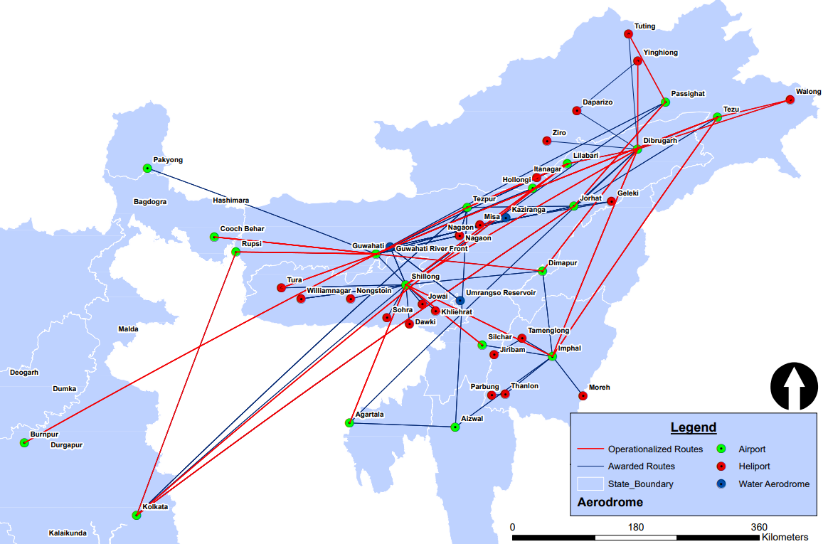 Tuting
Yinghiong
Passighat
Walong
Daparizo
Tezu
Ziro
Dibrugarh
Pakyong
Lilabari
Itanagar
Hollongi
Bagdogra
Hashimara
Tezpur
Kaziranga
Jorhat
Geleki
Misa
Cooch Behar
Nagaon
Nagaon
Rupsi
Guwahati
Guwahati River Front
Shillong
Dimapur
Tura
Williamnagar
Nongstoin
Jowai
Umrangso Reservoir
Sohra
Khliehrat
Dawki
Maida
Silchar
Tamenglong
Jiribam
Imphal
Deogarh
Dumka
Parbung
Thanlon
Moreh
Agartala
Aizwal
Burnpur
Durgapur
Kolkata
Kalaikunda
Legend
Operationalized Routes
Airport
Awarded Routes
Heliport
State_Boundary
Water Aerodrome
Aerodrome
0 180 360
Kilometers